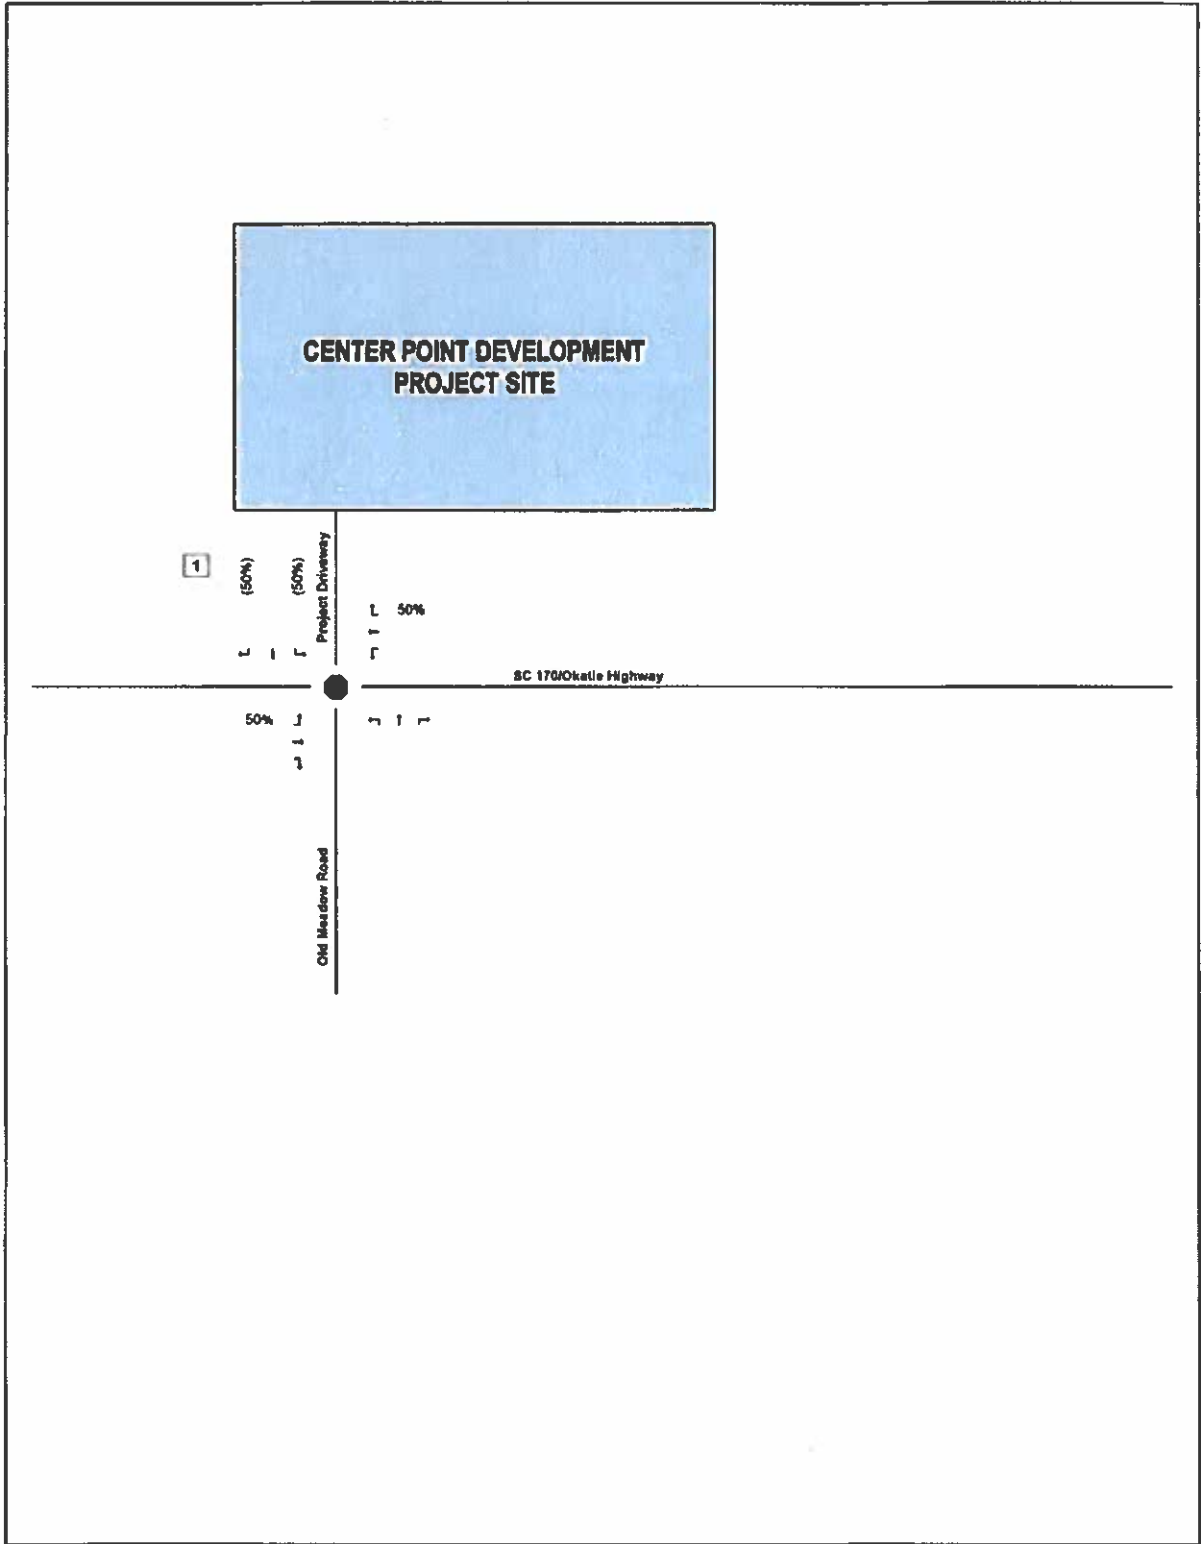 CENTER POINT DEVELOPMENT
PROJECT SITE
1
(50%)
(50%)
Project Driveway
50%
SC 170/Okatie Highway
50%
Old Meadow Road